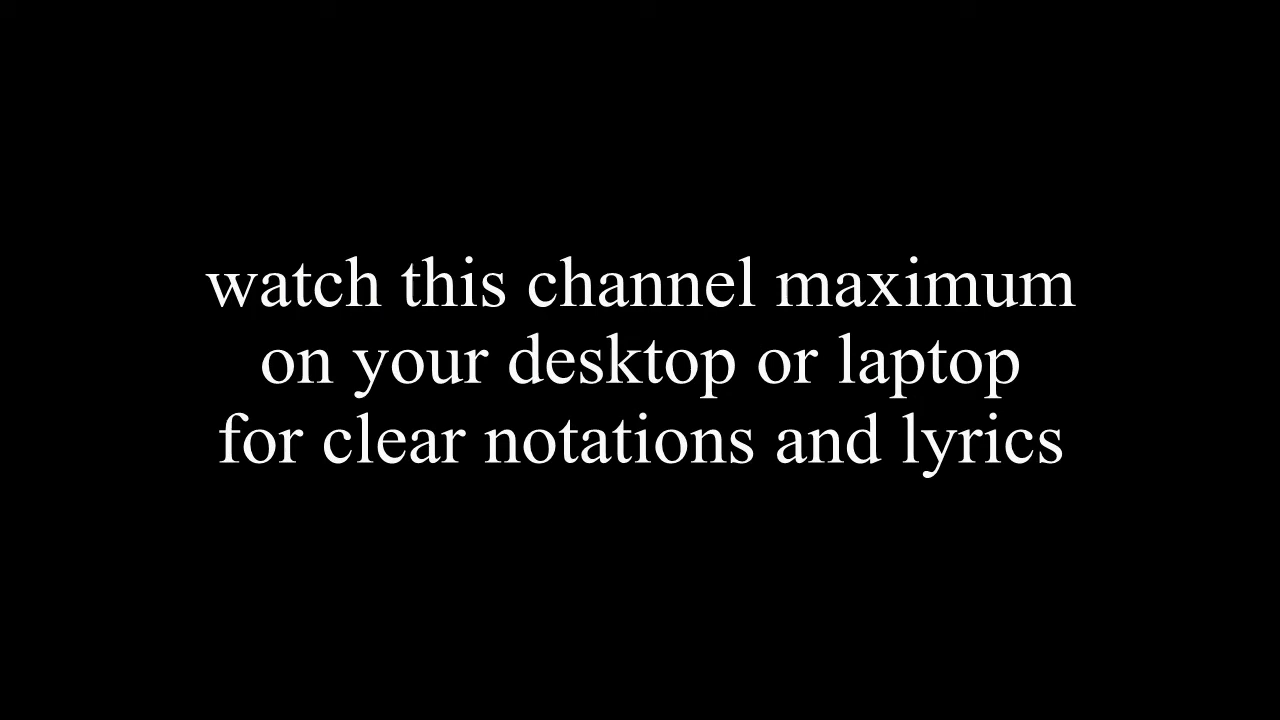 watch this channel maximum
on your desktop or laptop
for clear notations and lyrics